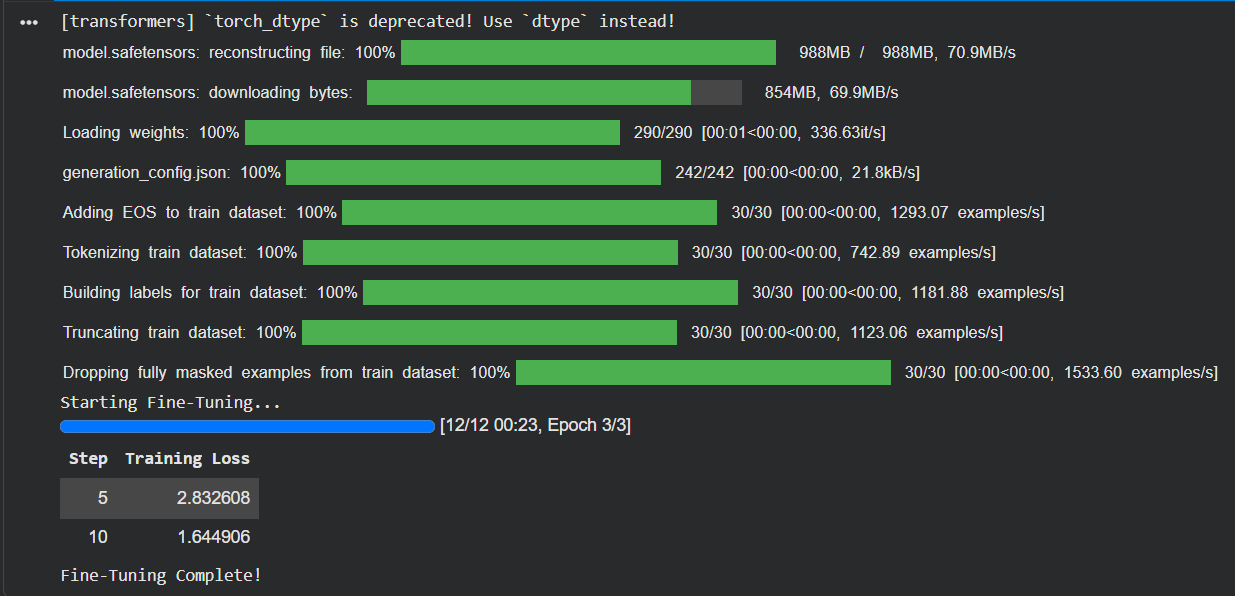 [transformers] `torch_dtype` is deprecated! Use `dtype` instead!
model.safetensors: reconstructing file: 100% 988MB / 988MB, 70.9MB/s
model.safetensors: downloading bytes: 854MB, 69.9MB/s
Loading weights: 100% 290/290 [00:01<00:00, 336.63it/s]
generation_config.json: 100% 242/242 [00:00<00:00, 21.8kB/s]
Adding EOS to train dataset: 100% 30/30 [00:00<00:00, 1293.07 examples/s]
Tokenizing train dataset: 100% 30/30 [00:00<00:00, 742.89 examples/s]
Building labels for train dataset: 100% 30/30 [00:00<00:00, 1181.88 examples/s]
Truncating train dataset: 100% 30/30 [00:00<00:00, 1123.06 examples/s]
Dropping fully masked examples from train dataset: 100% 30/30 [00:00<00:00, 1533.60 examples/s]
Starting Fine-Tuning...
[12/12 00:23, Epoch 3/3]
Step Training Loss
5 2.832608
10 1.644906
Fine-Tuning Complete!